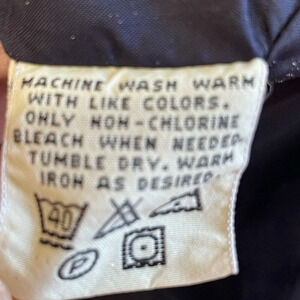 MACHINE WASH WARM
WITH LIKE COLORS.
ONLY NON-CHLORINE
BLEACH WHEN NEEDED.
TUMBLE DRY. WARM
IRON AS DESIRED.
40
P